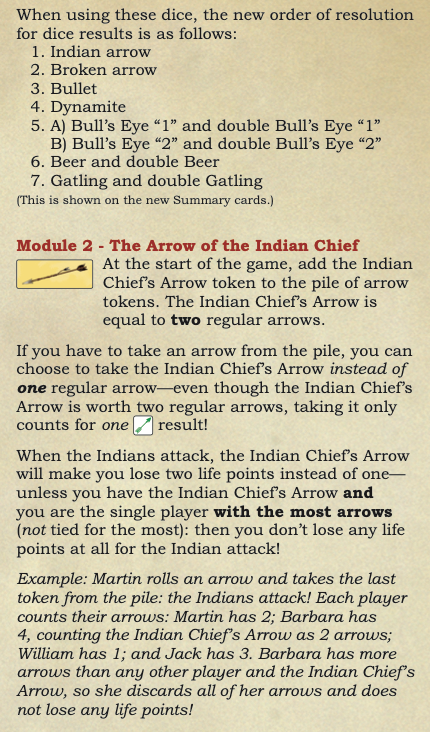 When using these dice, the new order of resolution
for dice results is as follows:
1. Indian arrow
2. Broken arrow
3. Bullet
4. Dynamite
5. A) Bull's Eye “1” and double Bull's Eye “1”
B) Bull's Eye “2” and double Bull's Eye “2”
6. Beer and double Beer
7. Gatling and double Gatling
(This is shown on the new Summary cards.)
Module 2 - The Arrow of the Indian Chief
At the start of the game, add the Indian
Chief's Arrow token to the pile of arrow
tokens. The Indian Chief's Arrow is
equal to two regular arrows.
If you have to take an arrow from the pile, you can
choose to take the Indian Chief's Arrow instead of
one regular arrow—even though the Indian Chief's
Arrow is worth two regular arrows, taking it only
counts for one result!
When the Indians attack, the Indian Chief's Arrow
will make you lose two life points instead of one—
unless you have the Indian Chief's Arrow and
you are the single player with the most arrows
(not tied for the most): then you don't lose any life
points at all for the Indian attack!
Example: Martin rolls an arrow and takes the last
token from the pile: the Indians attack! Each player
counts their arrows: Martin has 2; Barbara has
4, counting the Indian Chief's Arrow as 2 arrows;
William has 1; and Jack has 3. Barbara has more
arrows than any other player and the Indian Chief's
Arrow, so she discards all of her arrows and does
not lose any life points!